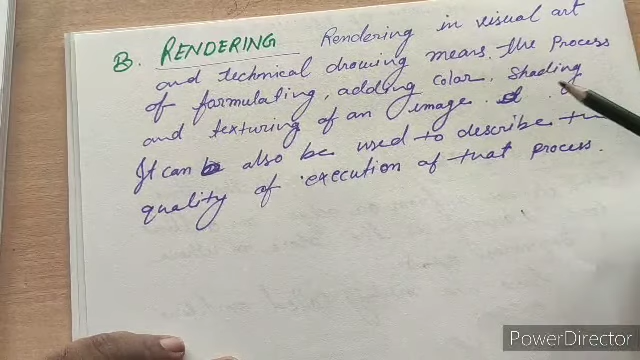 B. RENDERING Rendering in visual art
and technical drawing means the Process
of formulating, adding color, Shading
and texturing of an image.
It can also be used to describe the
quality of execution of that process.
PowerDirector